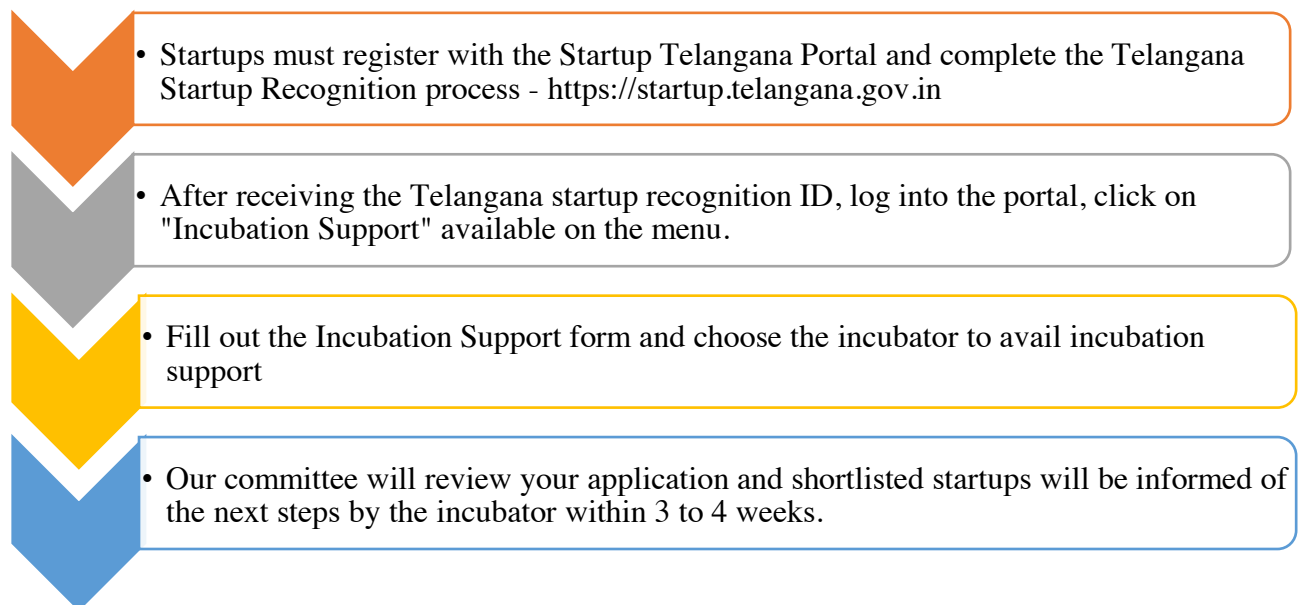 • Startups must register with the Startup Telangana Portal and complete the Telangana
Startup Recognition process - https://startup.telangana.gov.in
• After receiving the Telangana startup recognition ID, log into the portal, click on
"Incubation Support" available on the menu.
• Fill out the Incubation Support form and choose the incubator to avail incubation
support
• Our committee will review your application and shortlisted startups will be informed of
the next steps by the incubator within 3 to 4 weeks.